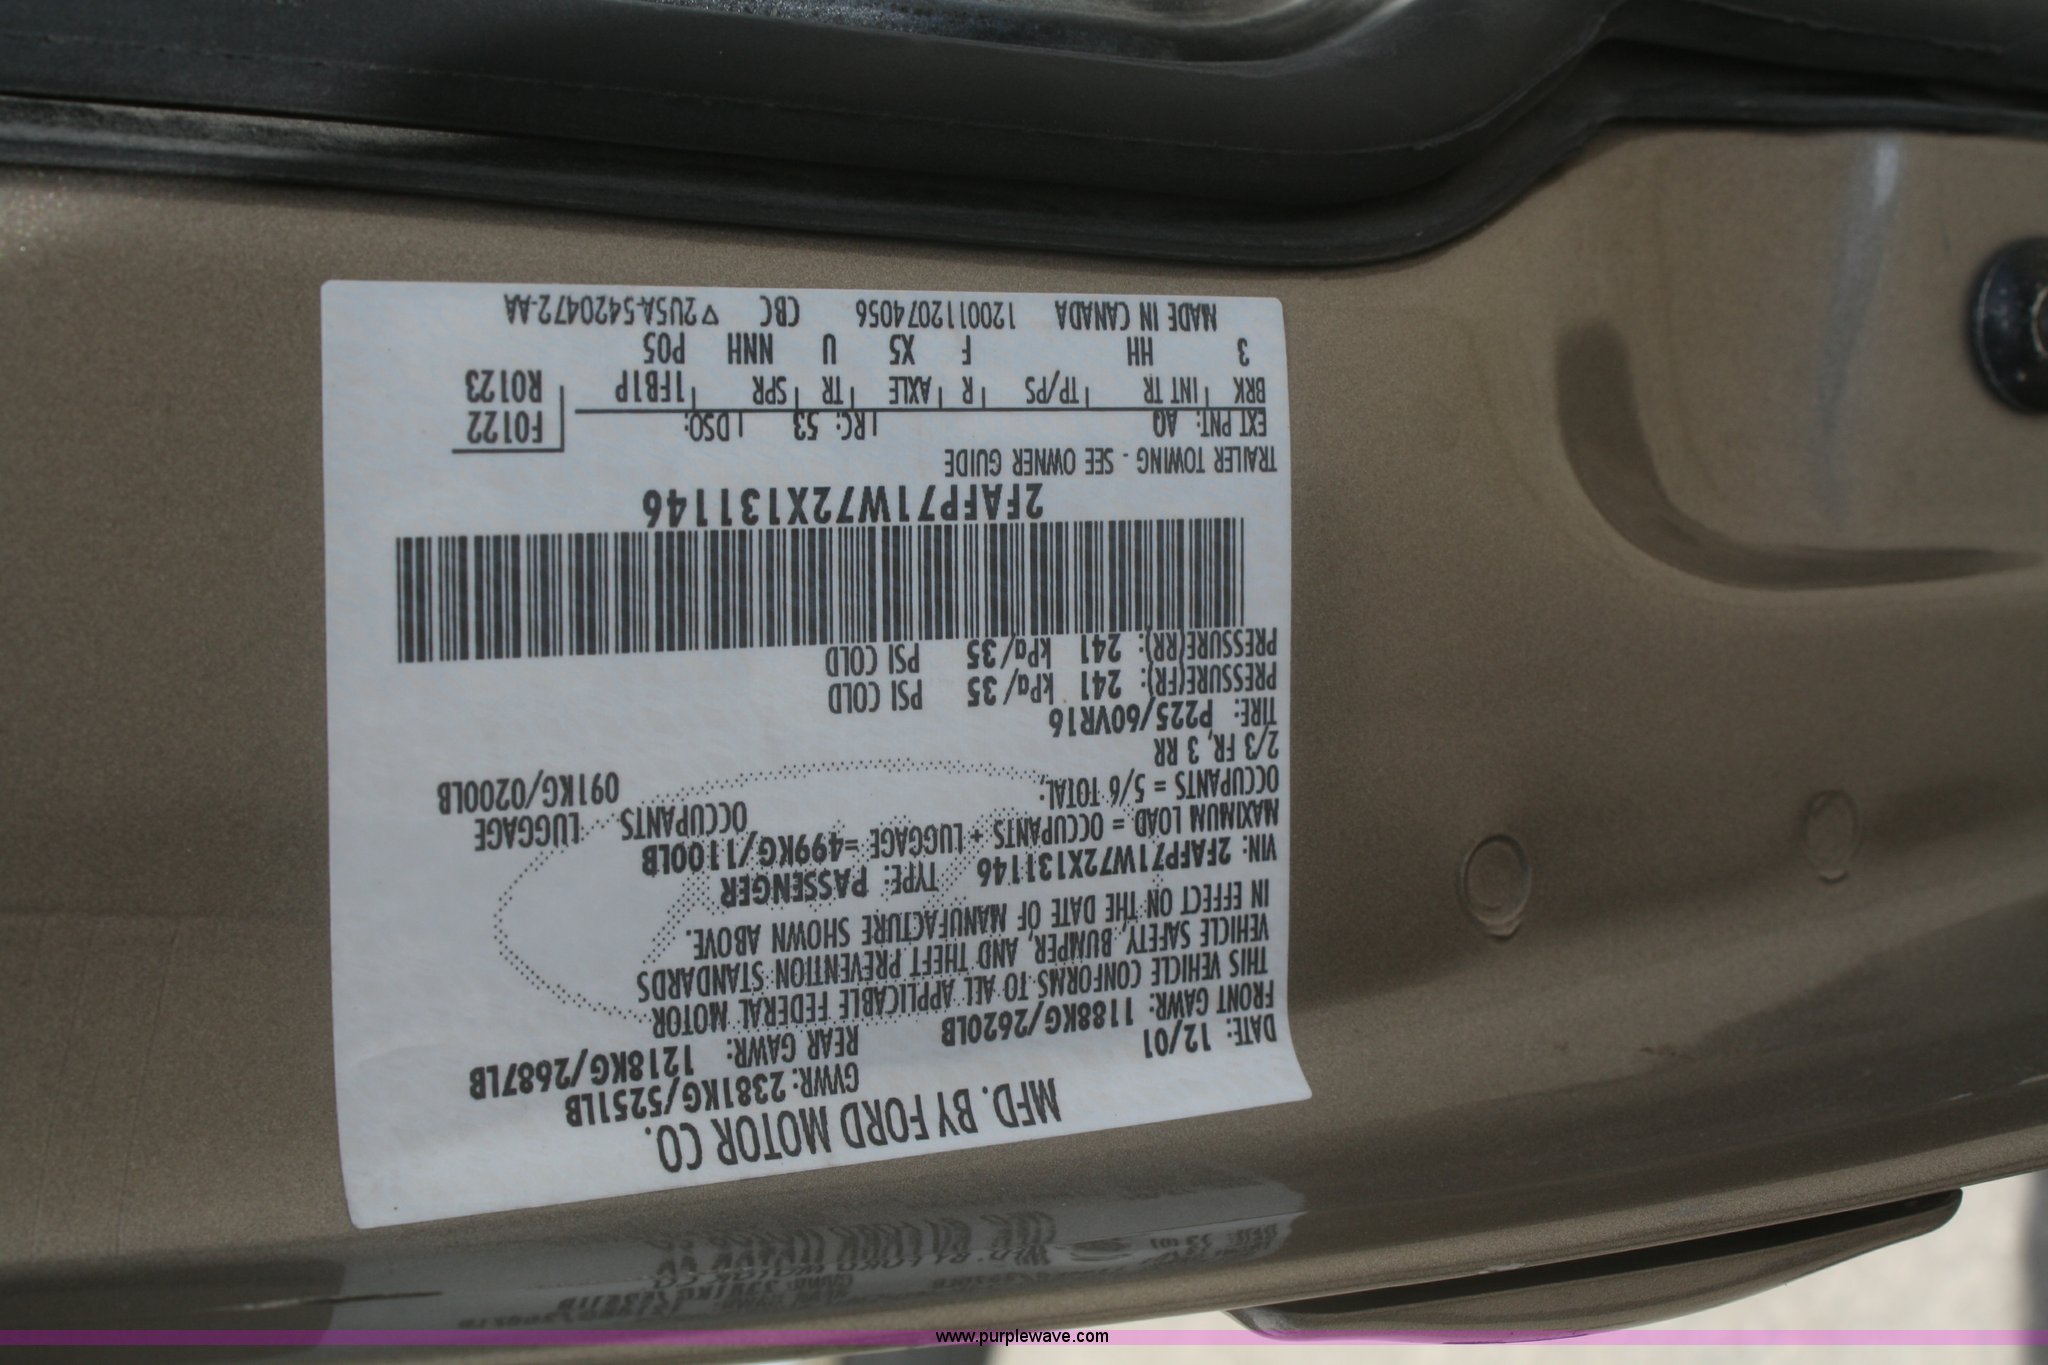 MFD. BY FORD MOTOR CO.
DATE: 12/01 GVWR: 2381KG/5251LB
FRONT GAWR: 1188KG/2620LB REAR GAWR: 1218KG/2687LB
THIS VEHICLE CONFORMS TO ALL APPLICABLE FEDERAL MOTOR
VEHICLE SAFETY, BUMPER, AND THEFT PREVENTION STANDARDS
IN EFFECT ON THE DATE OF MANUFACTURE SHOWN ABOVE.
VIN: 2FAFP71W72X131146 TYPE: PASSENGER
MAXIMUM LOAD = OCCUPANTS + LUGGAGE =499KG/1100LB
OCCUPANTS = 5/6 TOTAL: OCCUPANTS LUGGAGE
2/3 FR, 3 RR 091KG/0200LB
TIRE: P225/60VR16
PRESSURE(FR): 241 kPa/35 PSI COLD
PRESSURE(RR): 241 kPa/35 PSI COLD
2FAFP71W72X131146
TRAILER TOWING - SEE OWNER GUIDE
EXT PNT: AQ RC: 53 DSO: F0122
BRK INT TR TP/PS R AXLE TR SPR 1FB1P R0123
3 HH F X5 U NNH P05
MADE IN CANADA 1200112074056 CBC ▽ 2U5A-5420472-AA
www.purplewave.com